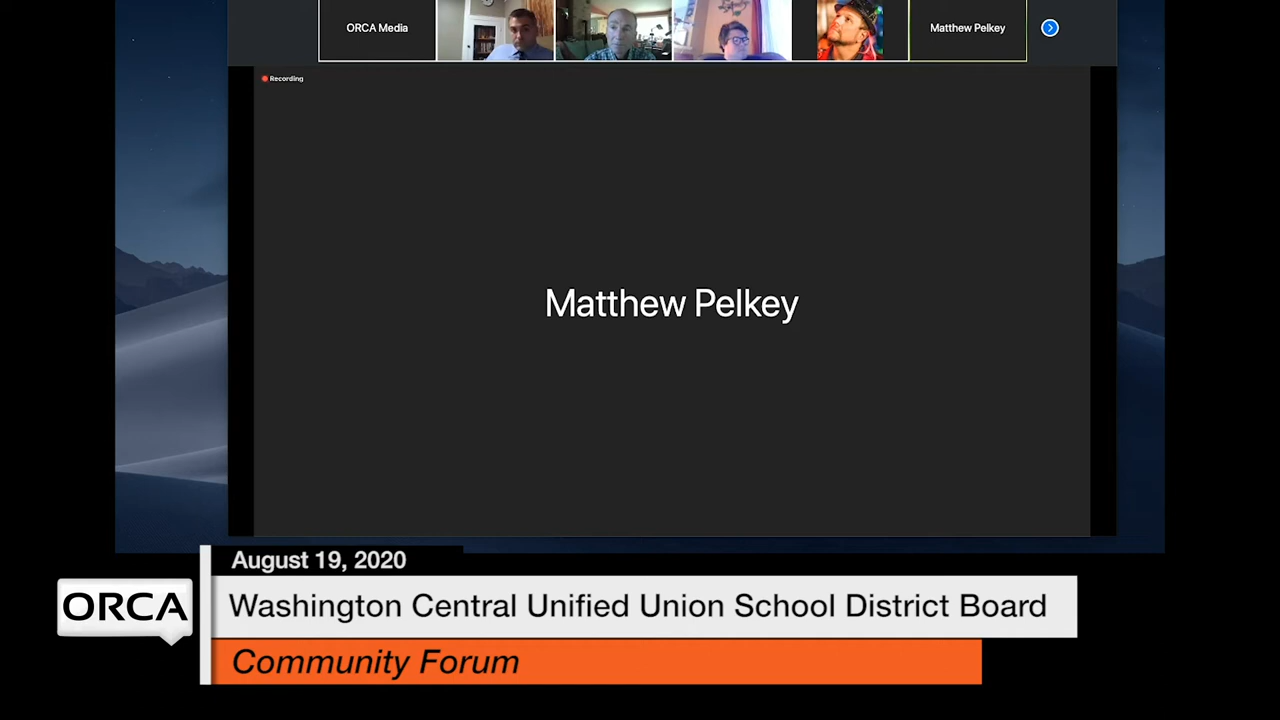 ORCA Media
Matthew Pelkey
Recording
Matthew Pelkey
August 19, 2020
ORCA
Washington Central Unified Union School District Board
Community Forum